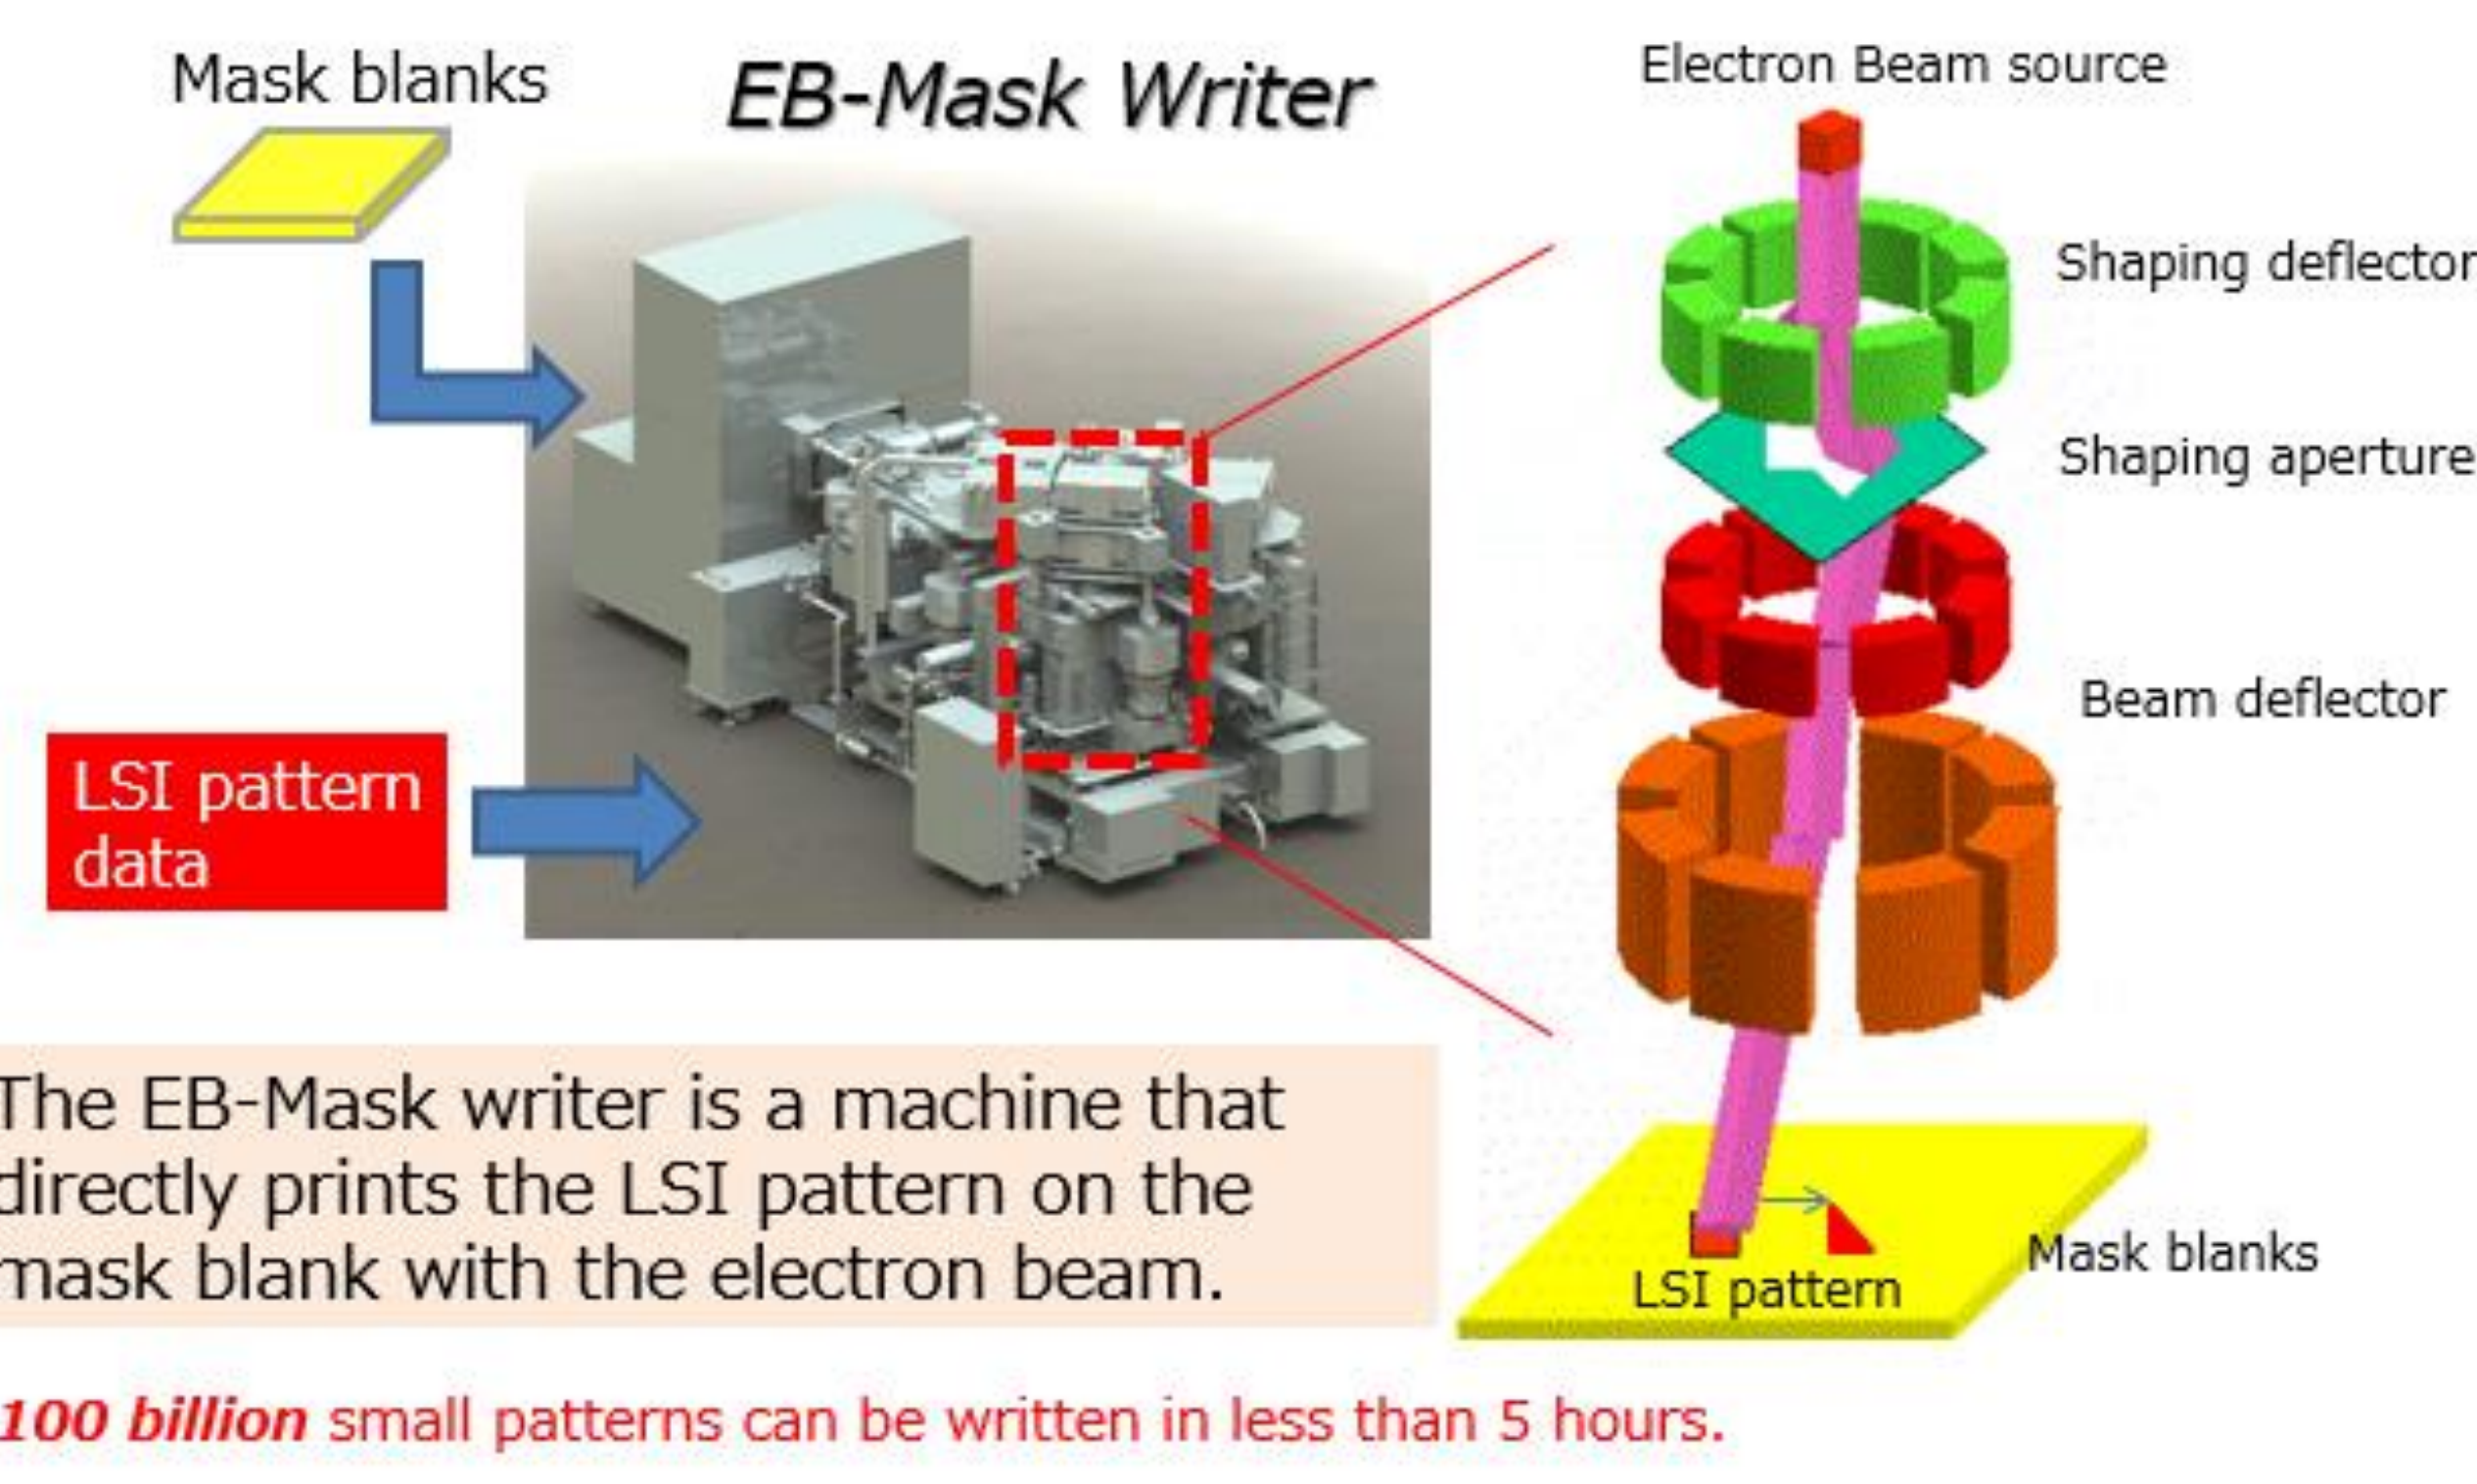 Mask blanks
EB-Mask Writer
Electron Beam source
Shaping deflector
Shaping aperture
Beam deflector
LSI pattern
data
The EB-Mask writer is a machine that
directly prints the LSI pattern on the
mask blank with the electron beam.
Mask blanks
LSI pattern
100 billion small patterns can be written in less than 5 hours.